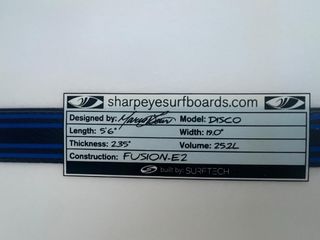 sharpeyesurfboards.com
Designed by: Model: DISCO
Length: 5'6" Width: 19.0"
Thickness: 2.35" Volume: 25.2L
Construction: FUSION-E2
built by: SURFTECH